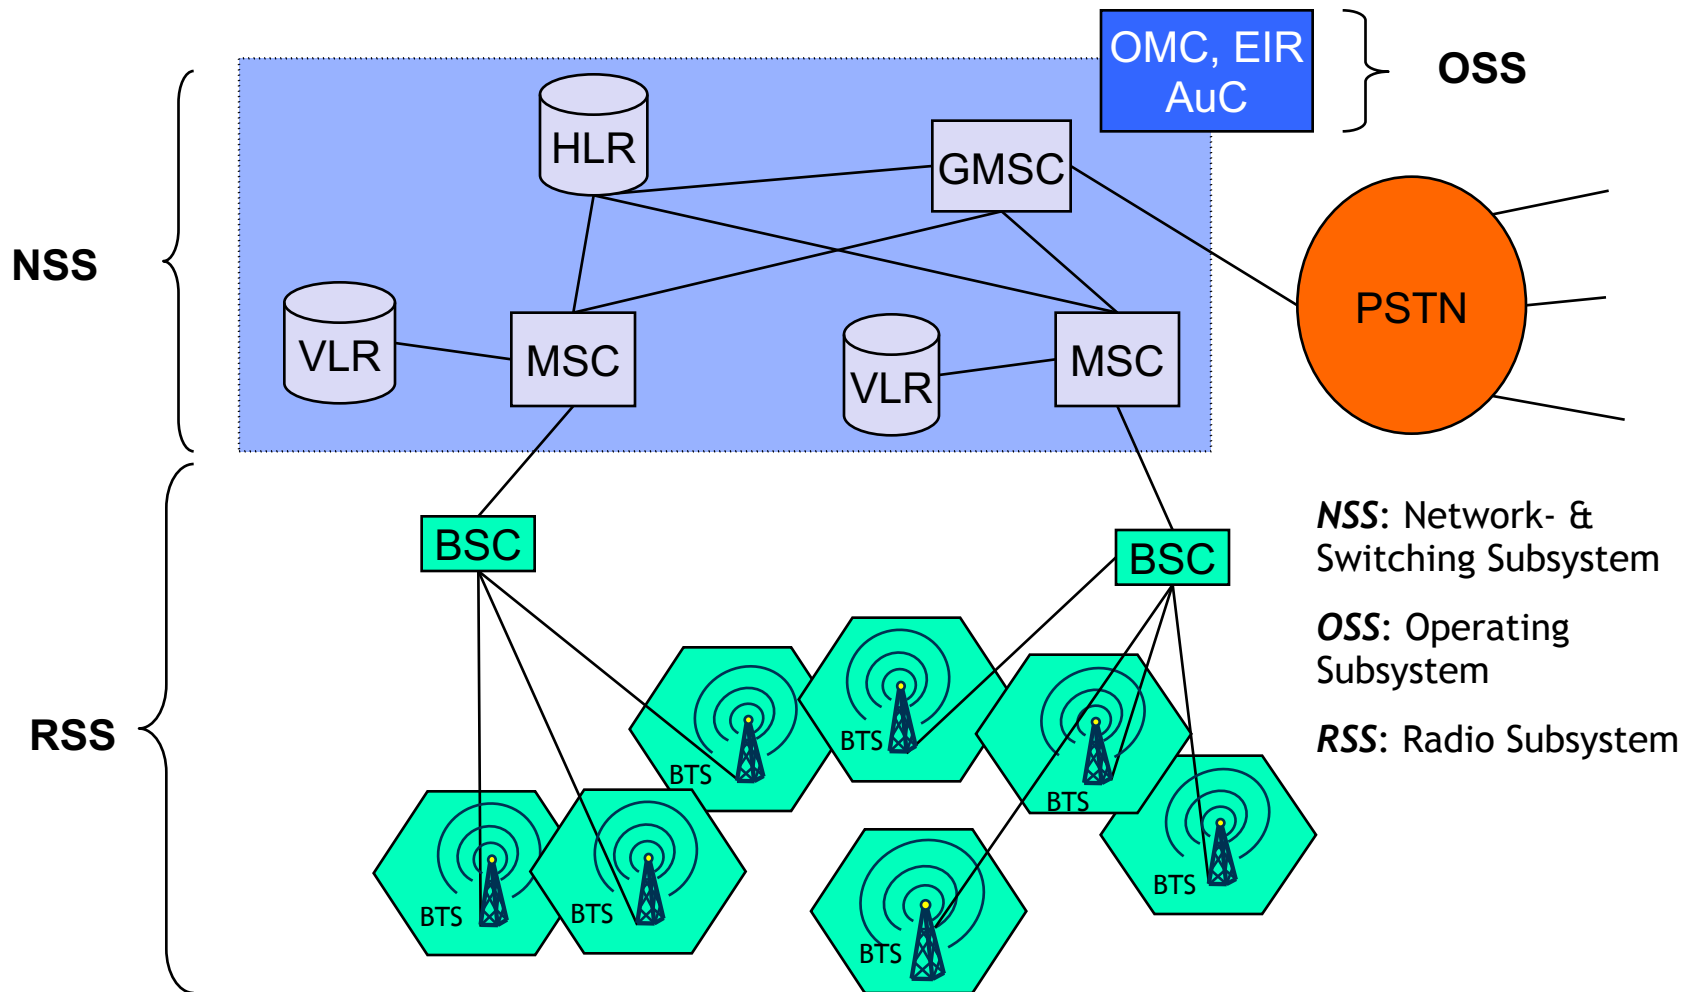 OMC, EIR
AuC
OSS
HLR
GMSC
NSS
PSTN
VLR
MSC
VLR
MSC
BSC
BSC
NSS: Network- &
Switching Subsystem
OSS: Operating
Subsystem
RSS: Radio Subsystem
RSS
BTS
BTS
BTS
BTS
BTS
BTS
BTS